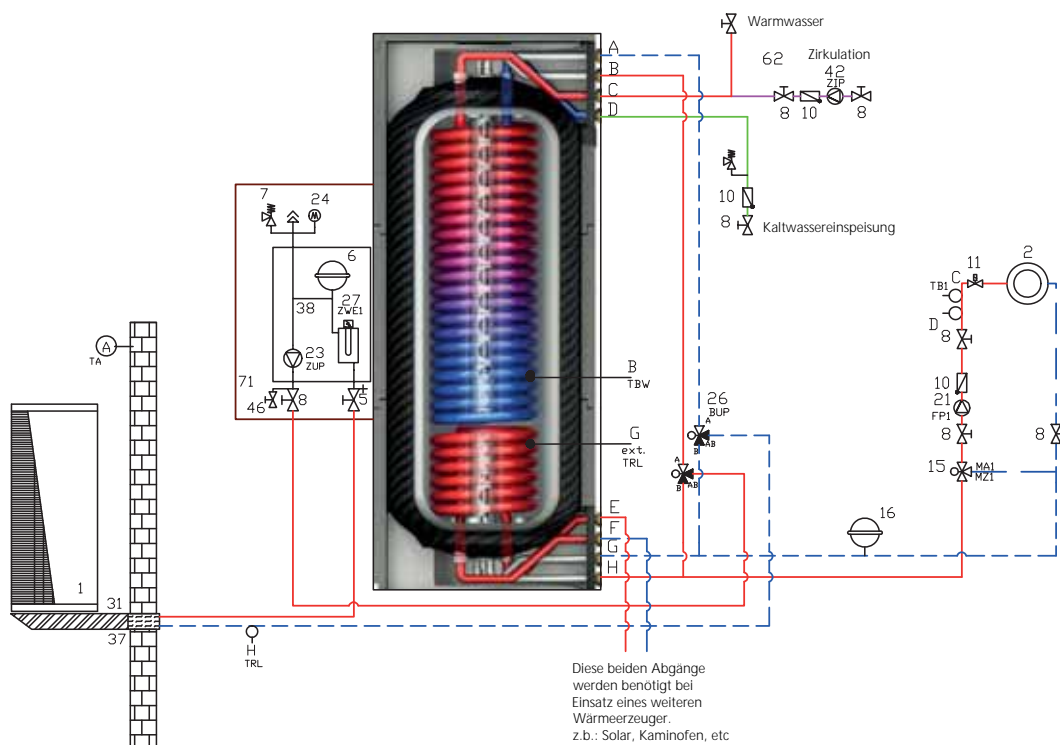 Warmwasser
A
B
C
D
62
Zirkulation
42
ZIP
8
10
8
10
8
Kaltwassereinspeisung
7
24
6
38
27
ZWE1
23
ZUP
71
46
8
5
A
TA
B
TBW
G
ext.
TRL
26
BUP
A
AB
B
A
AB
B
11
2
C
TB1
D
8
10
21
FP1
8
8
15
MA1
MZ1
16
E
F
G
H
1
31
37
H
TRL
Diese beiden Abgänge
werden benötigt bei
Einsatz eines weiteren
Wärmeerzeuger.
z.b.: Solar, Kaminofen, etc